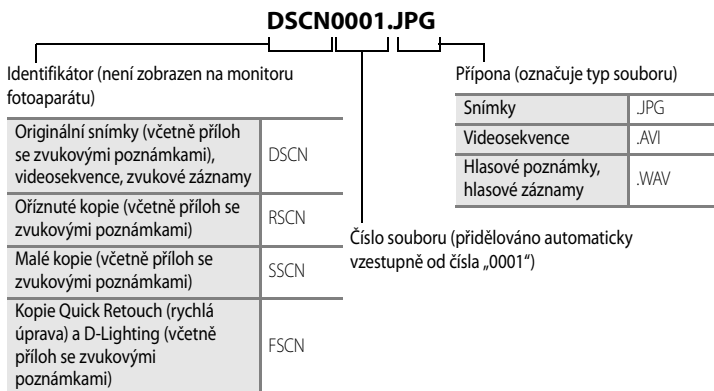 DSCN0001.JPG
Identifikátor (není zobrazen na monitoru
fotoaparátu)
Originální snímky (včetně příloh
se zvukovými poznámkami),
videosekvence, zvukové záznamy
DSCN
Oříznuté kopie (včetně příloh se
zvukovými poznámkami)
RSCN
Malé kopie (včetně příloh se
zvukovými poznámkami)
SSCN
Kopie Quick Retouch (rychlá
úprava) a D-Lighting (včetně
příloh se zvukovými
poznámkami)
FSCN
Přípona (označuje typ souboru)
Snímky
.JPG
Videosekvence
.AVI
Hlasové poznámky,
hlasové záznamy
.WAV
Číslo souboru (přidělováno automaticky
vzestupně od čísla „0001“)